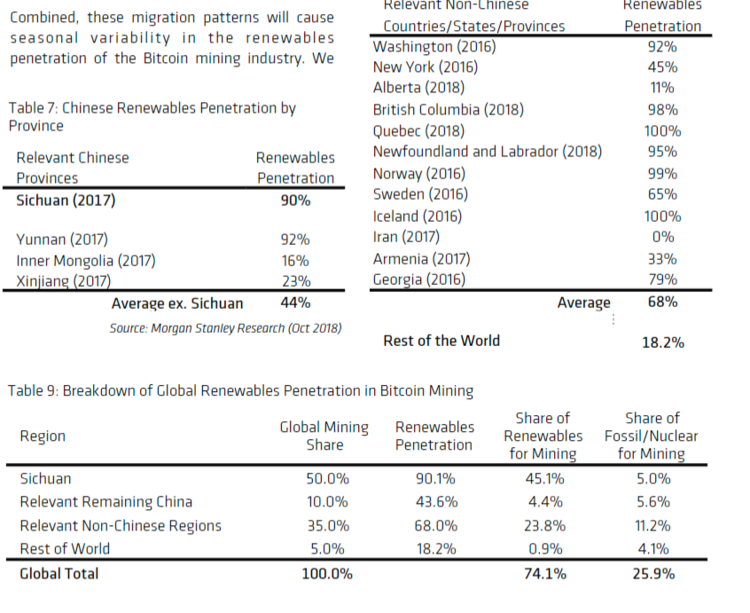 Combined, these migration patterns will cause
seasonal variability in the renewables
penetration of the Bitcoin mining industry. We
Table 7: Chinese Renewables Penetration by
Province
Relevant Chinese Renewables
Provinces Penetration
Sichuan (2017) 90%
Yunnan (2017) 92%
Inner Mongolia (2017) 16%
Xinjiang (2017) 23%
Average ex. Sichuan 44%
Source: Morgan Stanley Research (Oct 2018)
Relevant Non-Chinese Renewables
Countries/States/Provinces Penetration
Washington (2016) 92%
New York (2016) 45%
Alberta (2018) 11%
British Columbia (2018) 98%
Quebec (2018) 100%
Newfoundland and Labrador (2018) 95%
Norway (2016) 99%
Sweden (2016) 65%
Iceland (2016) 100%
Iran (2017) 0%
Armenia (2017) 33%
Georgia (2016) 79%
Average 68%
Rest of the World 18.2%
Table 9: Breakdown of Global Renewables Penetration in Bitcoin Mining
Region Global Mining Share Renewables Penetration Share of Renewables for Mining Share of Fossil/Nuclear for Mining
Sichuan 50.0% 90.1% 45.1% 5.0%
Relevant Remaining China 10.0% 43.6% 4.4% 5.6%
Relevant Non-Chinese Regions 35.0% 68.0% 23.8% 11.2%
Rest of World 5.0% 18.2% 0.9% 4.1%
Global Total 100.0% 74.1% 25.9%